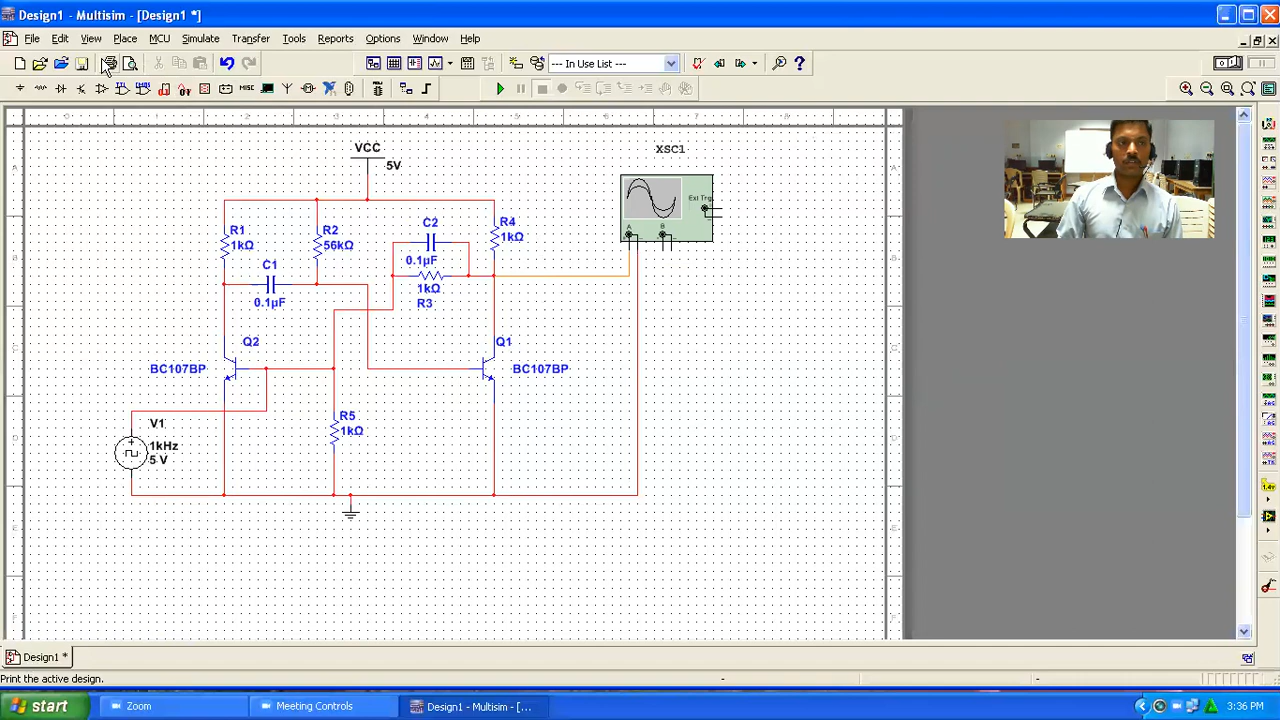 Design1 - Multisim - [Design1 *]
File Edit View Place MCU Simulate Transfer Tools Reports Options Window Help
--- In Use List ---
VCC
5V
XSC1
Ext Trig
A B
R1
1kΩ
R2
56kΩ
C2
0.1µF
R4
1kΩ
C1
0.1µF
1kΩ
R3
Q2
BC107BP
Q1
BC107BP
V1
1kHz
5 V
R5
1kΩ
Design1 *
Print the active design.
start
Zoom
Meeting Controls
Design1 - Multisim - [...
3:36 PM